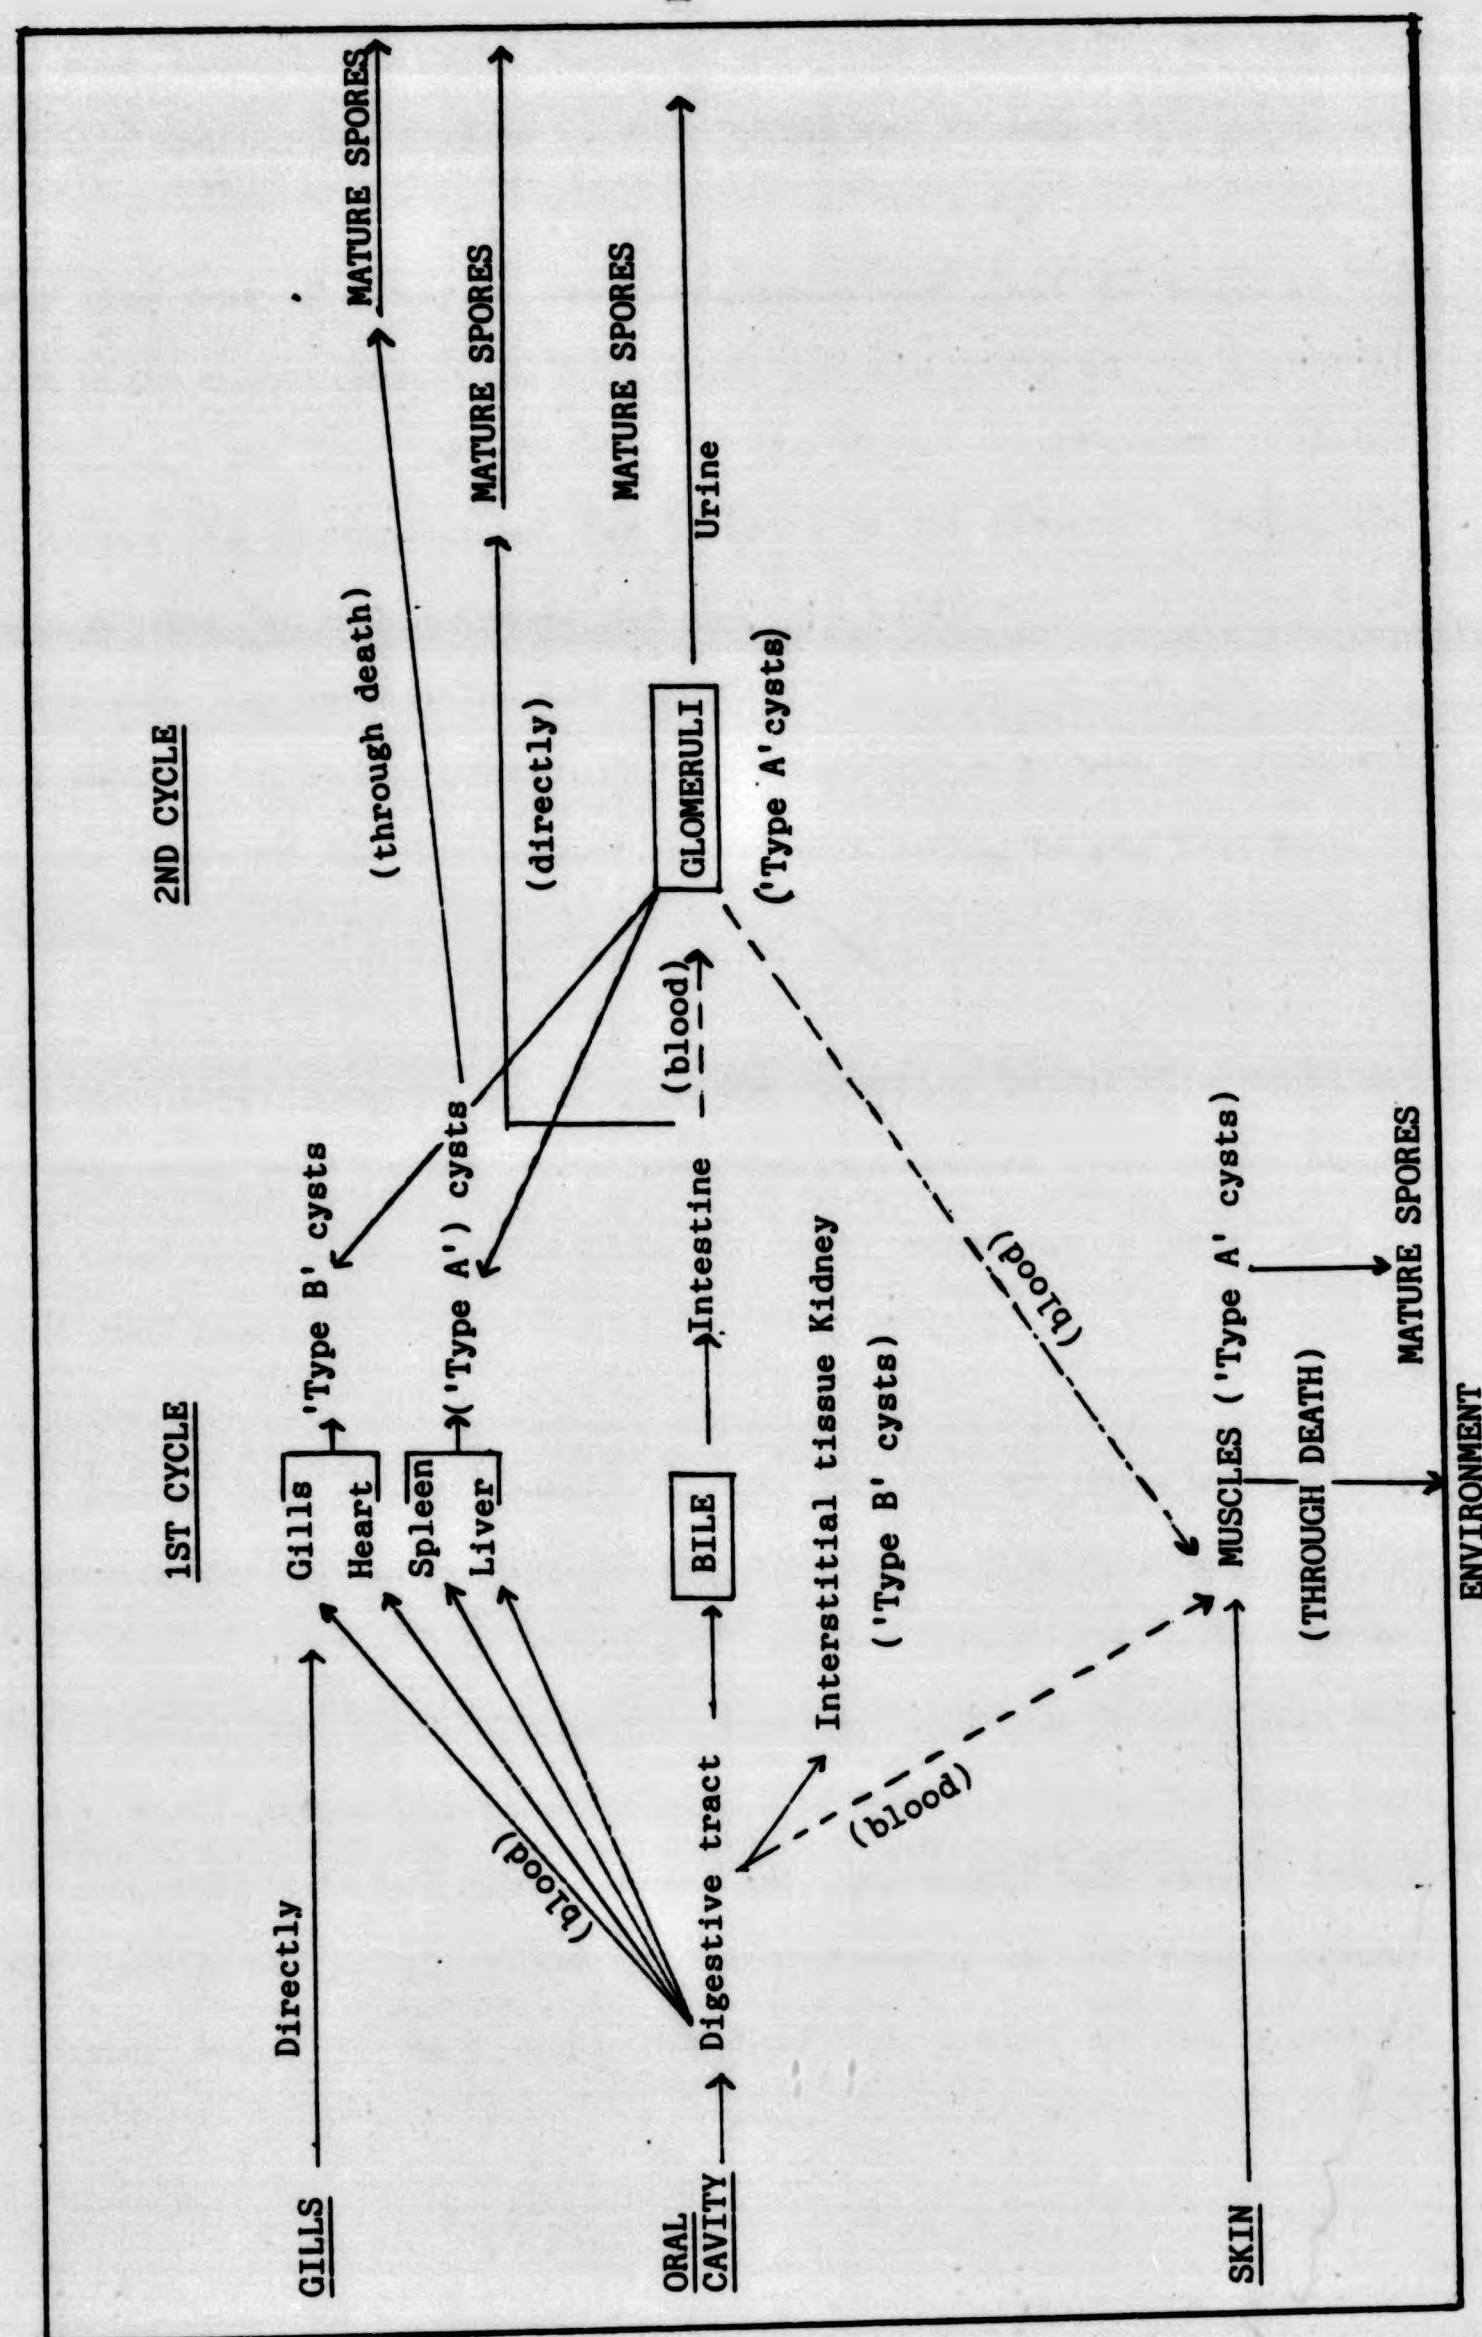 1ST CYCLE
2ND CYCLE
GILLS
Directly
Gills
Heart
'Type B' cysts
Spleen
Liver
('Type A') cysts
(through death)
MATURE SPORES
(blood)
(directly)
MATURE SPORES
ORAL
CAVITY
Digestive tract
BILE
Intestine
(blood)
GLOMERULI
('Type A' cysts)
Urine
MATURE SPORES
Interstitial tissue Kidney
('Type B' cysts)
(blood)
(blood)
SKIN
MUSCLES ('Type A' cysts)
(THROUGH DEATH)
MATURE SPORES
ENVIRONMENT